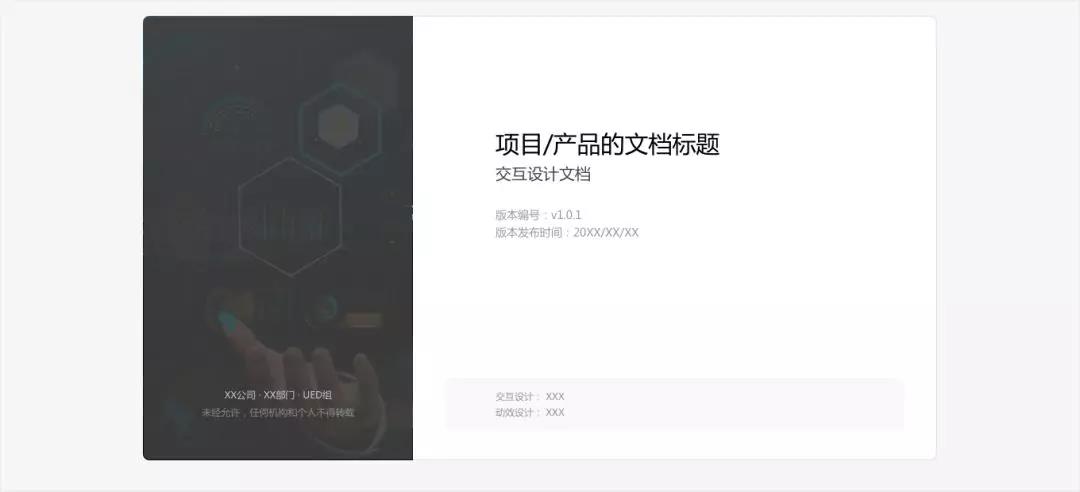 项目/产品的文档标题
交互设计文档
版本编号：v1.0.1
版本发布时间：20XX/XX/XX
XX公司 · XX部门 · UED组
未经允许，任何机构和个人不得转载
交互设计： XXX
动效设计： XXX